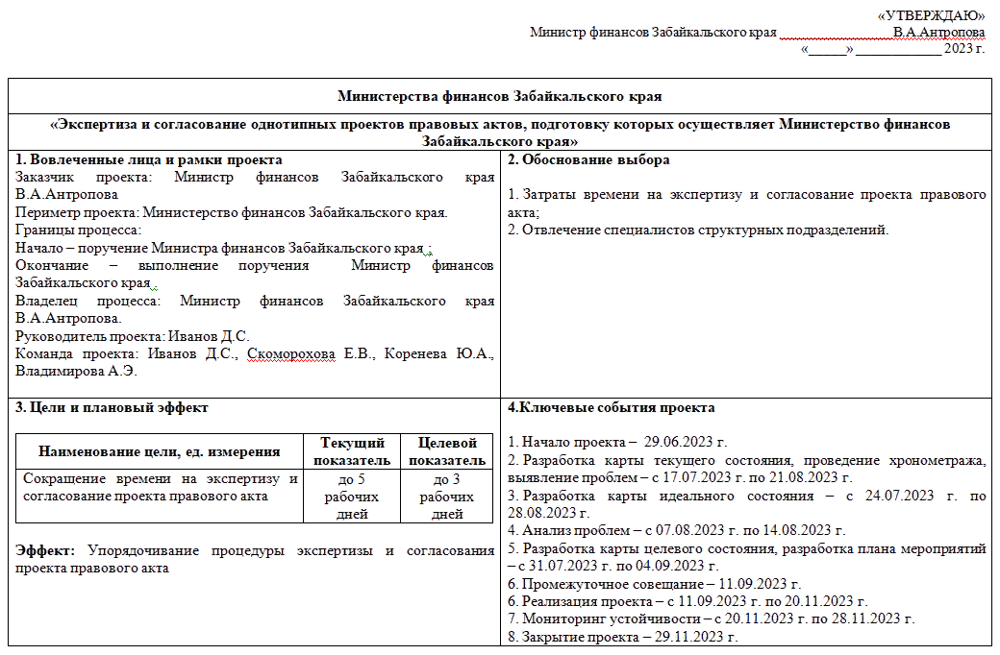 «УТВЕРЖДАЮ»
Министр финансов Забайкальского края ________________В.А.Антропова
«_____» ____________ 2023 г.
Министерства финансов Забайкальского края
«Экспертиза и согласование однотипных проектов правовых актов, подготовку которых осуществляет Министерство финансов
Забайкальского края»
1. Вовлеченные лица и рамки проекта
Заказчик проекта: Министр финансов Забайкальского края
В.А.Антропова
Периметр проекта: Министерство финансов Забайкальского края.
Границы процесса:
Начало – поручение Министра финансов Забайкальского края ;
Окончание – выполнение поручения Министр финансов
Забайкальского края .
Владелец процесса: Министр финансов Забайкальского края
В.А.Антропова.
Руководитель проекта: Иванов Д.С.
Команда проекта: Иванов Д.С., Скоморохова Е.В., Коренева Ю.А.,
Владимирова А.Э.
2. Обоснование выбора
1. Затраты времени на экспертизу и согласование проекта правового
акта;
2. Отвлечение специалистов структурных подразделений.
3. Цели и плановый эффект
Наименование цели, ед. измерения
Текущий
показатель
Целевой
показатель
Сокращение времени на экспертизу и
согласование проекта правового акта
до 5
рабочих
дней
до 3
рабочих
дней
Эффект: Упорядочивание процедуры экспертизы и согласования
проекта правового акта
4.Ключевые события проекта
1. Начало проекта – 29.06.2023 г.
2. Разработка карты текущего состояния, проведение хронометража,
выявление проблем – с 17.07.2023 г. по 21.08.2023 г.
3. Разработка карты идеального состояния – с 24.07.2023 г. по
28.08.2023 г.
4. Анализ проблем – с 07.08.2023 г. по 14.08.2023 г.
5. Разработка карты целевого состояния, разработка плана мероприятий
– с 31.07.2023 г. по 04.09.2023 г.
6. Промежуточное совещание – 11.09.2023 г.
6. Реализация проекта – с 11.09.2023 г. по 20.11.2023 г.
7. Мониторинг устойчивости – с 20.11.2023 г. по 28.11.2023 г.
8. Закрытие проекта – 29.11.2023 г.